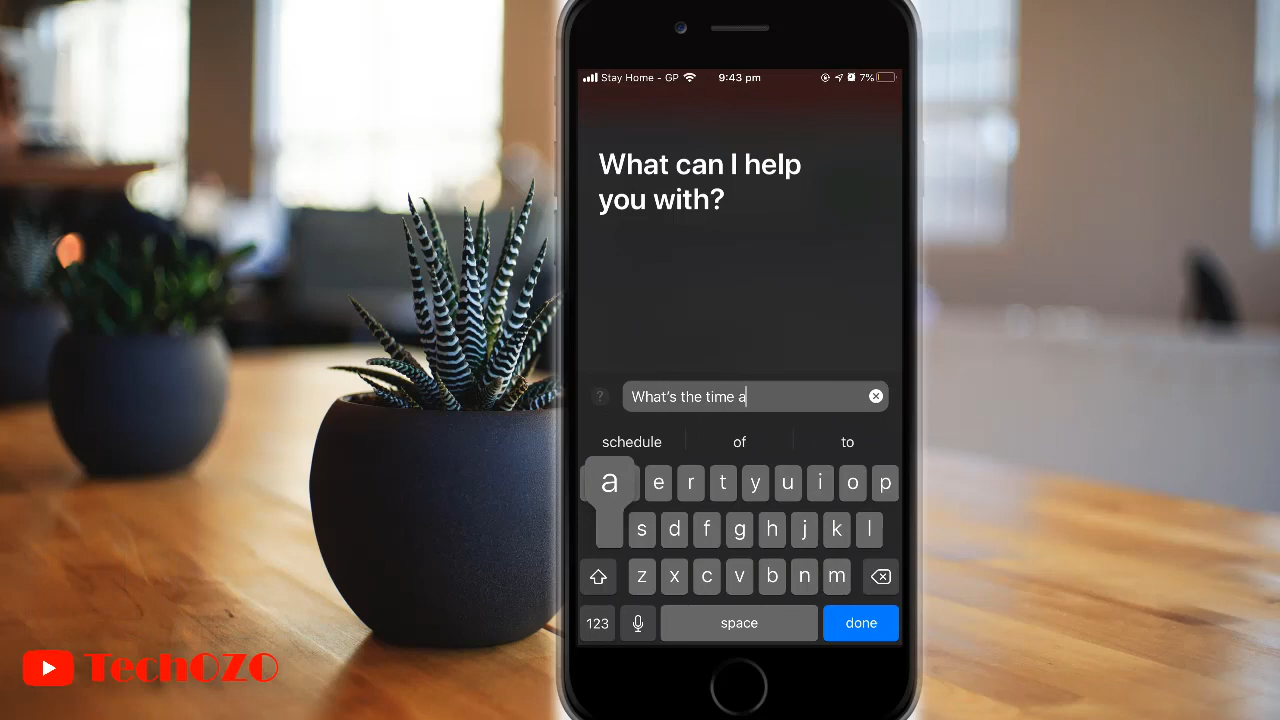 Stay Home - GP 9:43 pm 7%
What can I help
you with?
? What's the time a
schedule of to
a e r t y u i o p
s d f g h j k l
z x c v b n m
123 space done
TechOZO